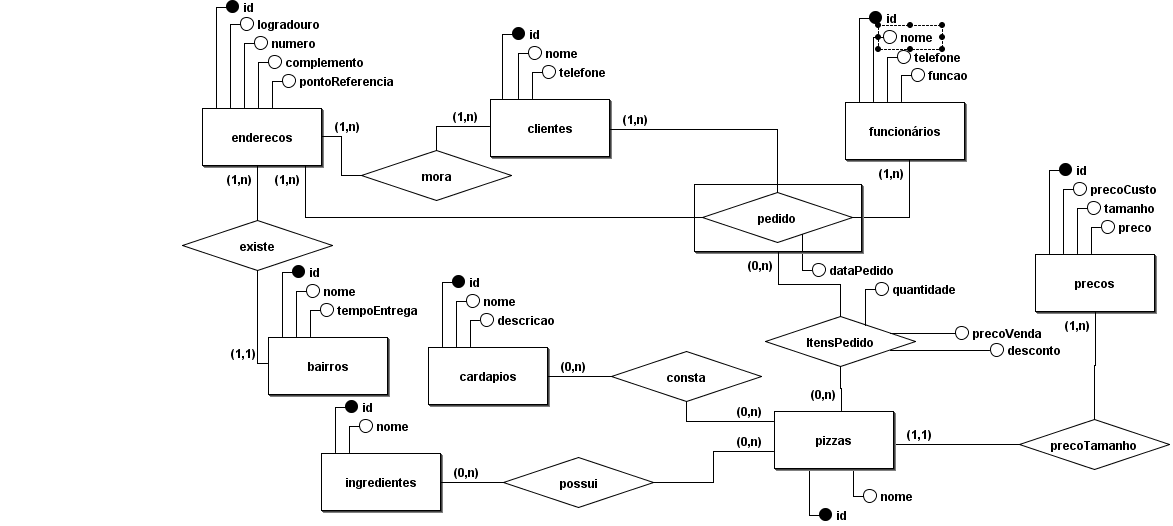 id
logradouro
numero
complemento
pontoReferencia
enderecos
(1,n)
(1,n)
(1,n)
id
nome
telefone
clientes
(1,n)
(1,n)
mora
id
nome
telefone
funcao
funcionários
(1,n)
pedido
dataPedido
(0,n)
id
precoCusto
tamanho
preco
precos
(1,n)
existe
(1,1)
id
nome
tempoEntrega
bairros
id
nome
descricao
cardapios
(0,n)
consta
(0,n)
quantidade
ItensPedido
precoVenda
desconto
(0,n)
id
nome
ingredientes
(0,n)
possui
(0,n)
pizzas
(1,1)
precoTamanho
nome
id